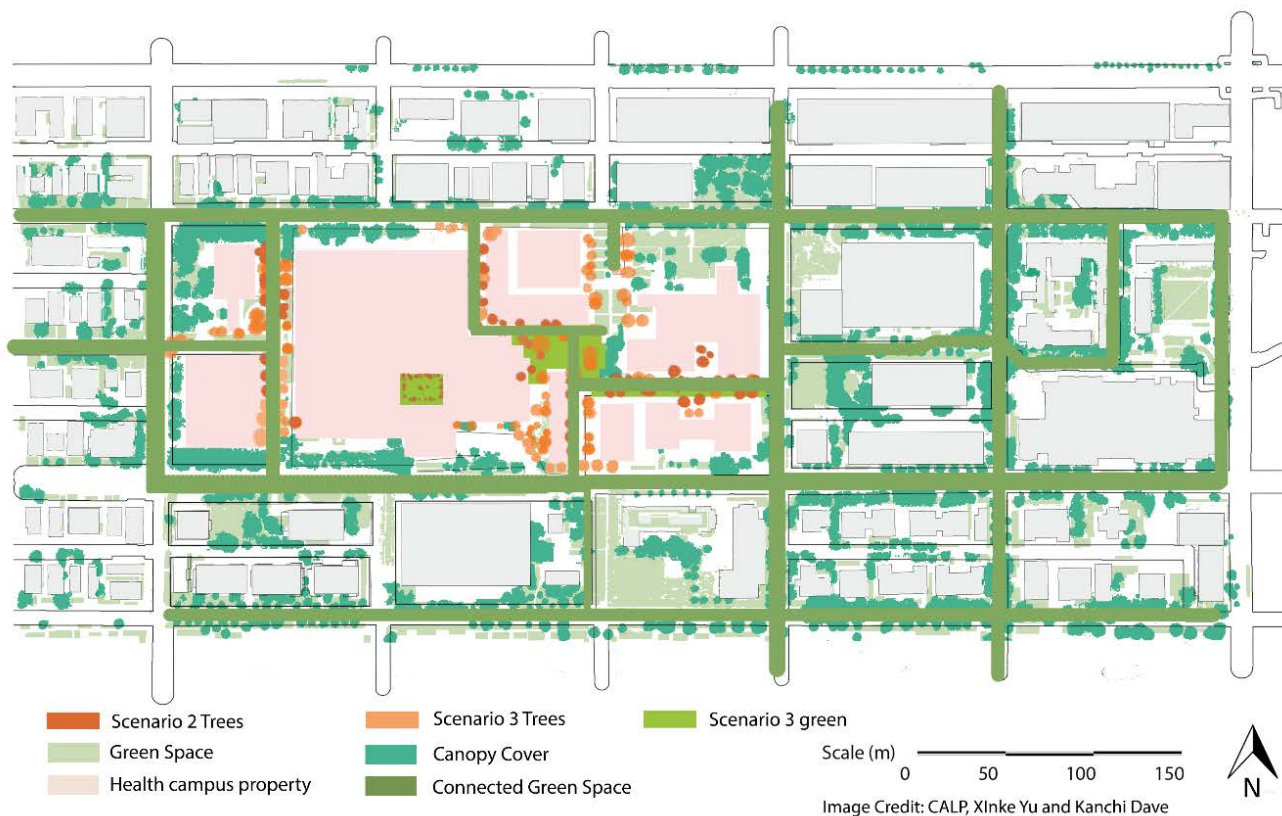 Scenario 2 Trees
Scenario 3 Trees
Scenario 3 green
Green Space
Canopy Cover
Health campus property
Connected Green Space
Scale (m)
0 50 100 150
N
Image Credit: CALP, XInke Yu and Kanchi Dave